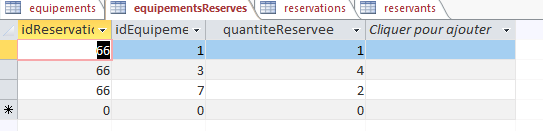 equipements equipementsReserves reservations reservants
idReservatic idEquipeme quantiteReservee Cliquer pour ajouter
66 1 1
66 3 4
66 7 2
* 0 0 0